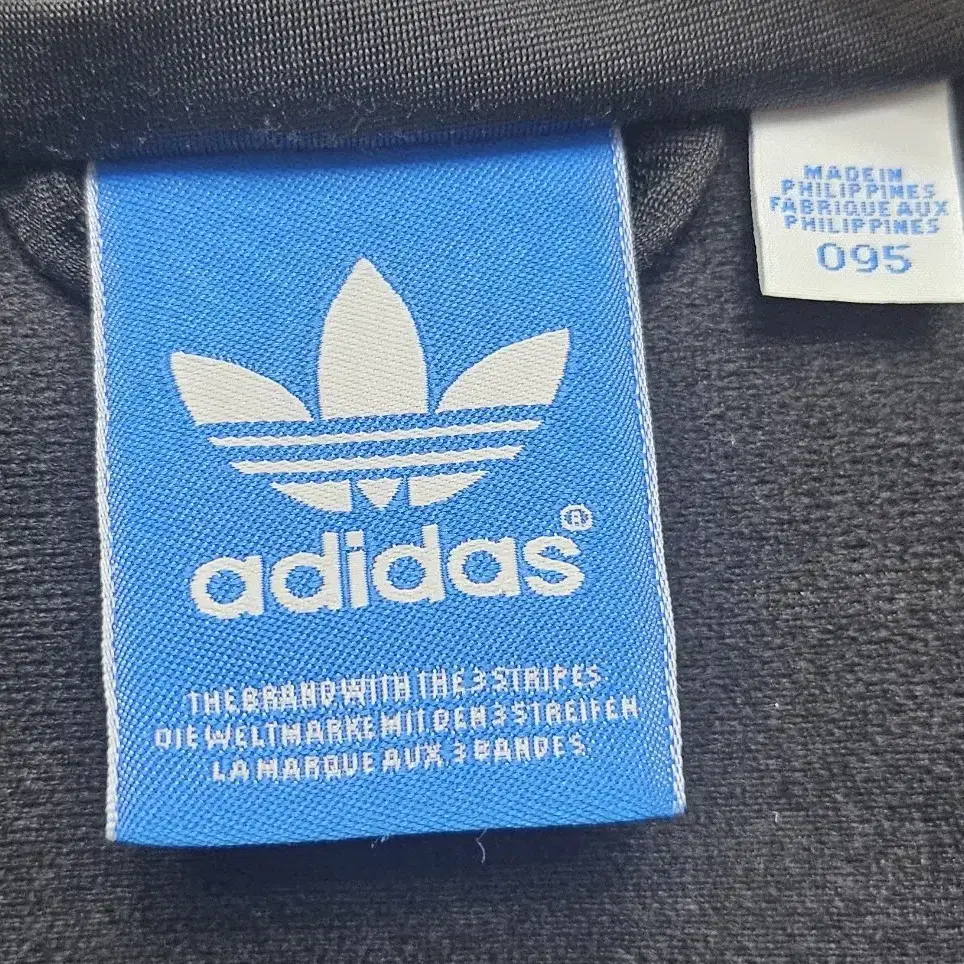 adidas®
THE BRAND WITH THE 3 STRIPES
DIE WELTMARKE MIT DEN 3 STREIFEN
LA MARQUE AUX 3 BANDES
MADE IN
PHILIPPINES
FABRIQUE AUX
PHILIPPINES
095